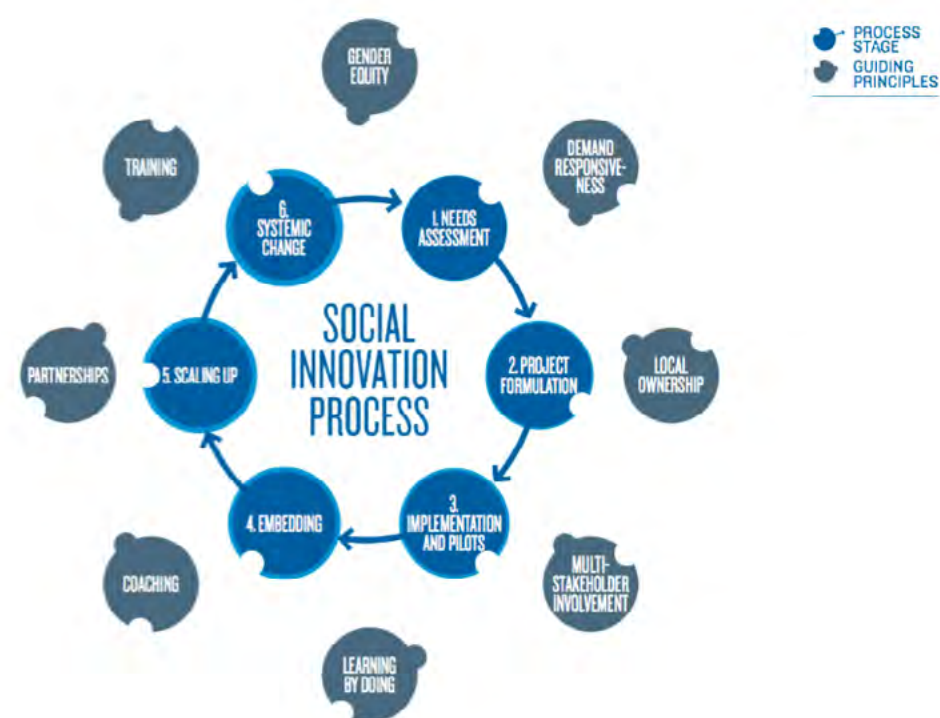 PROCESS
STAGE
GUIDING
PRINCIPLES
GENDER
EQUITY
DEMAND
RESPONSIVE-
NESS
LOCAL
OWNERSHIP
MULTI-
STAKEHOLDER
INVOLVEMENT
LEARNING
BY DOING
COACHING
PARTNERSHIPS
TRAINING
SOCIAL
INNOVATION
PROCESS
1. NEEDS
ASSESSMENT
2. PROJECT
FORMULATION
3.
IMPLEMENTATION
AND PILOTS
4. EMBEDDING
5. SCALING UP
6.
SYSTEMIC
CHANGE